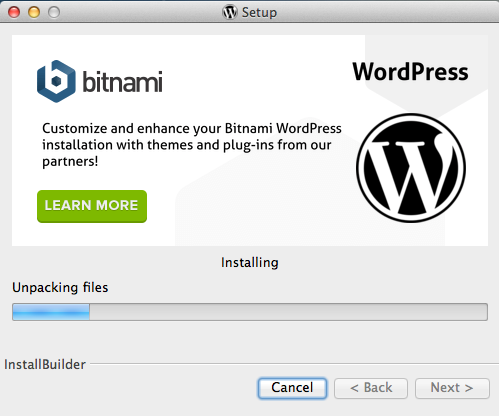 Setup
bitnami
WordPress
Customize and enhance your Bitnami WordPress
installation with themes and plug-ins from our
partners!
LEARN MORE
Installing
Unpacking files
InstallBuilder
Cancel
< Back
Next >